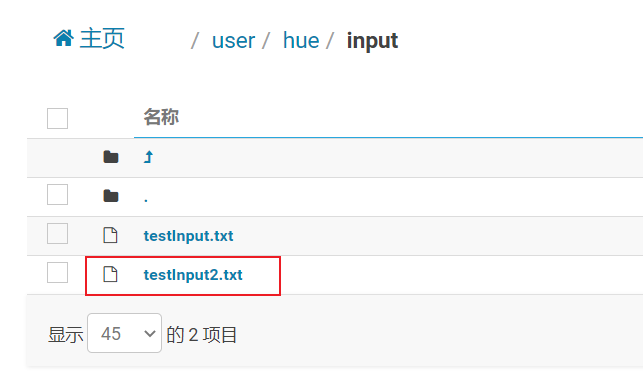 主页 / user / hue / input
名称
.
testInput.txt
testInput2.txt
显示 45 的 2 项目